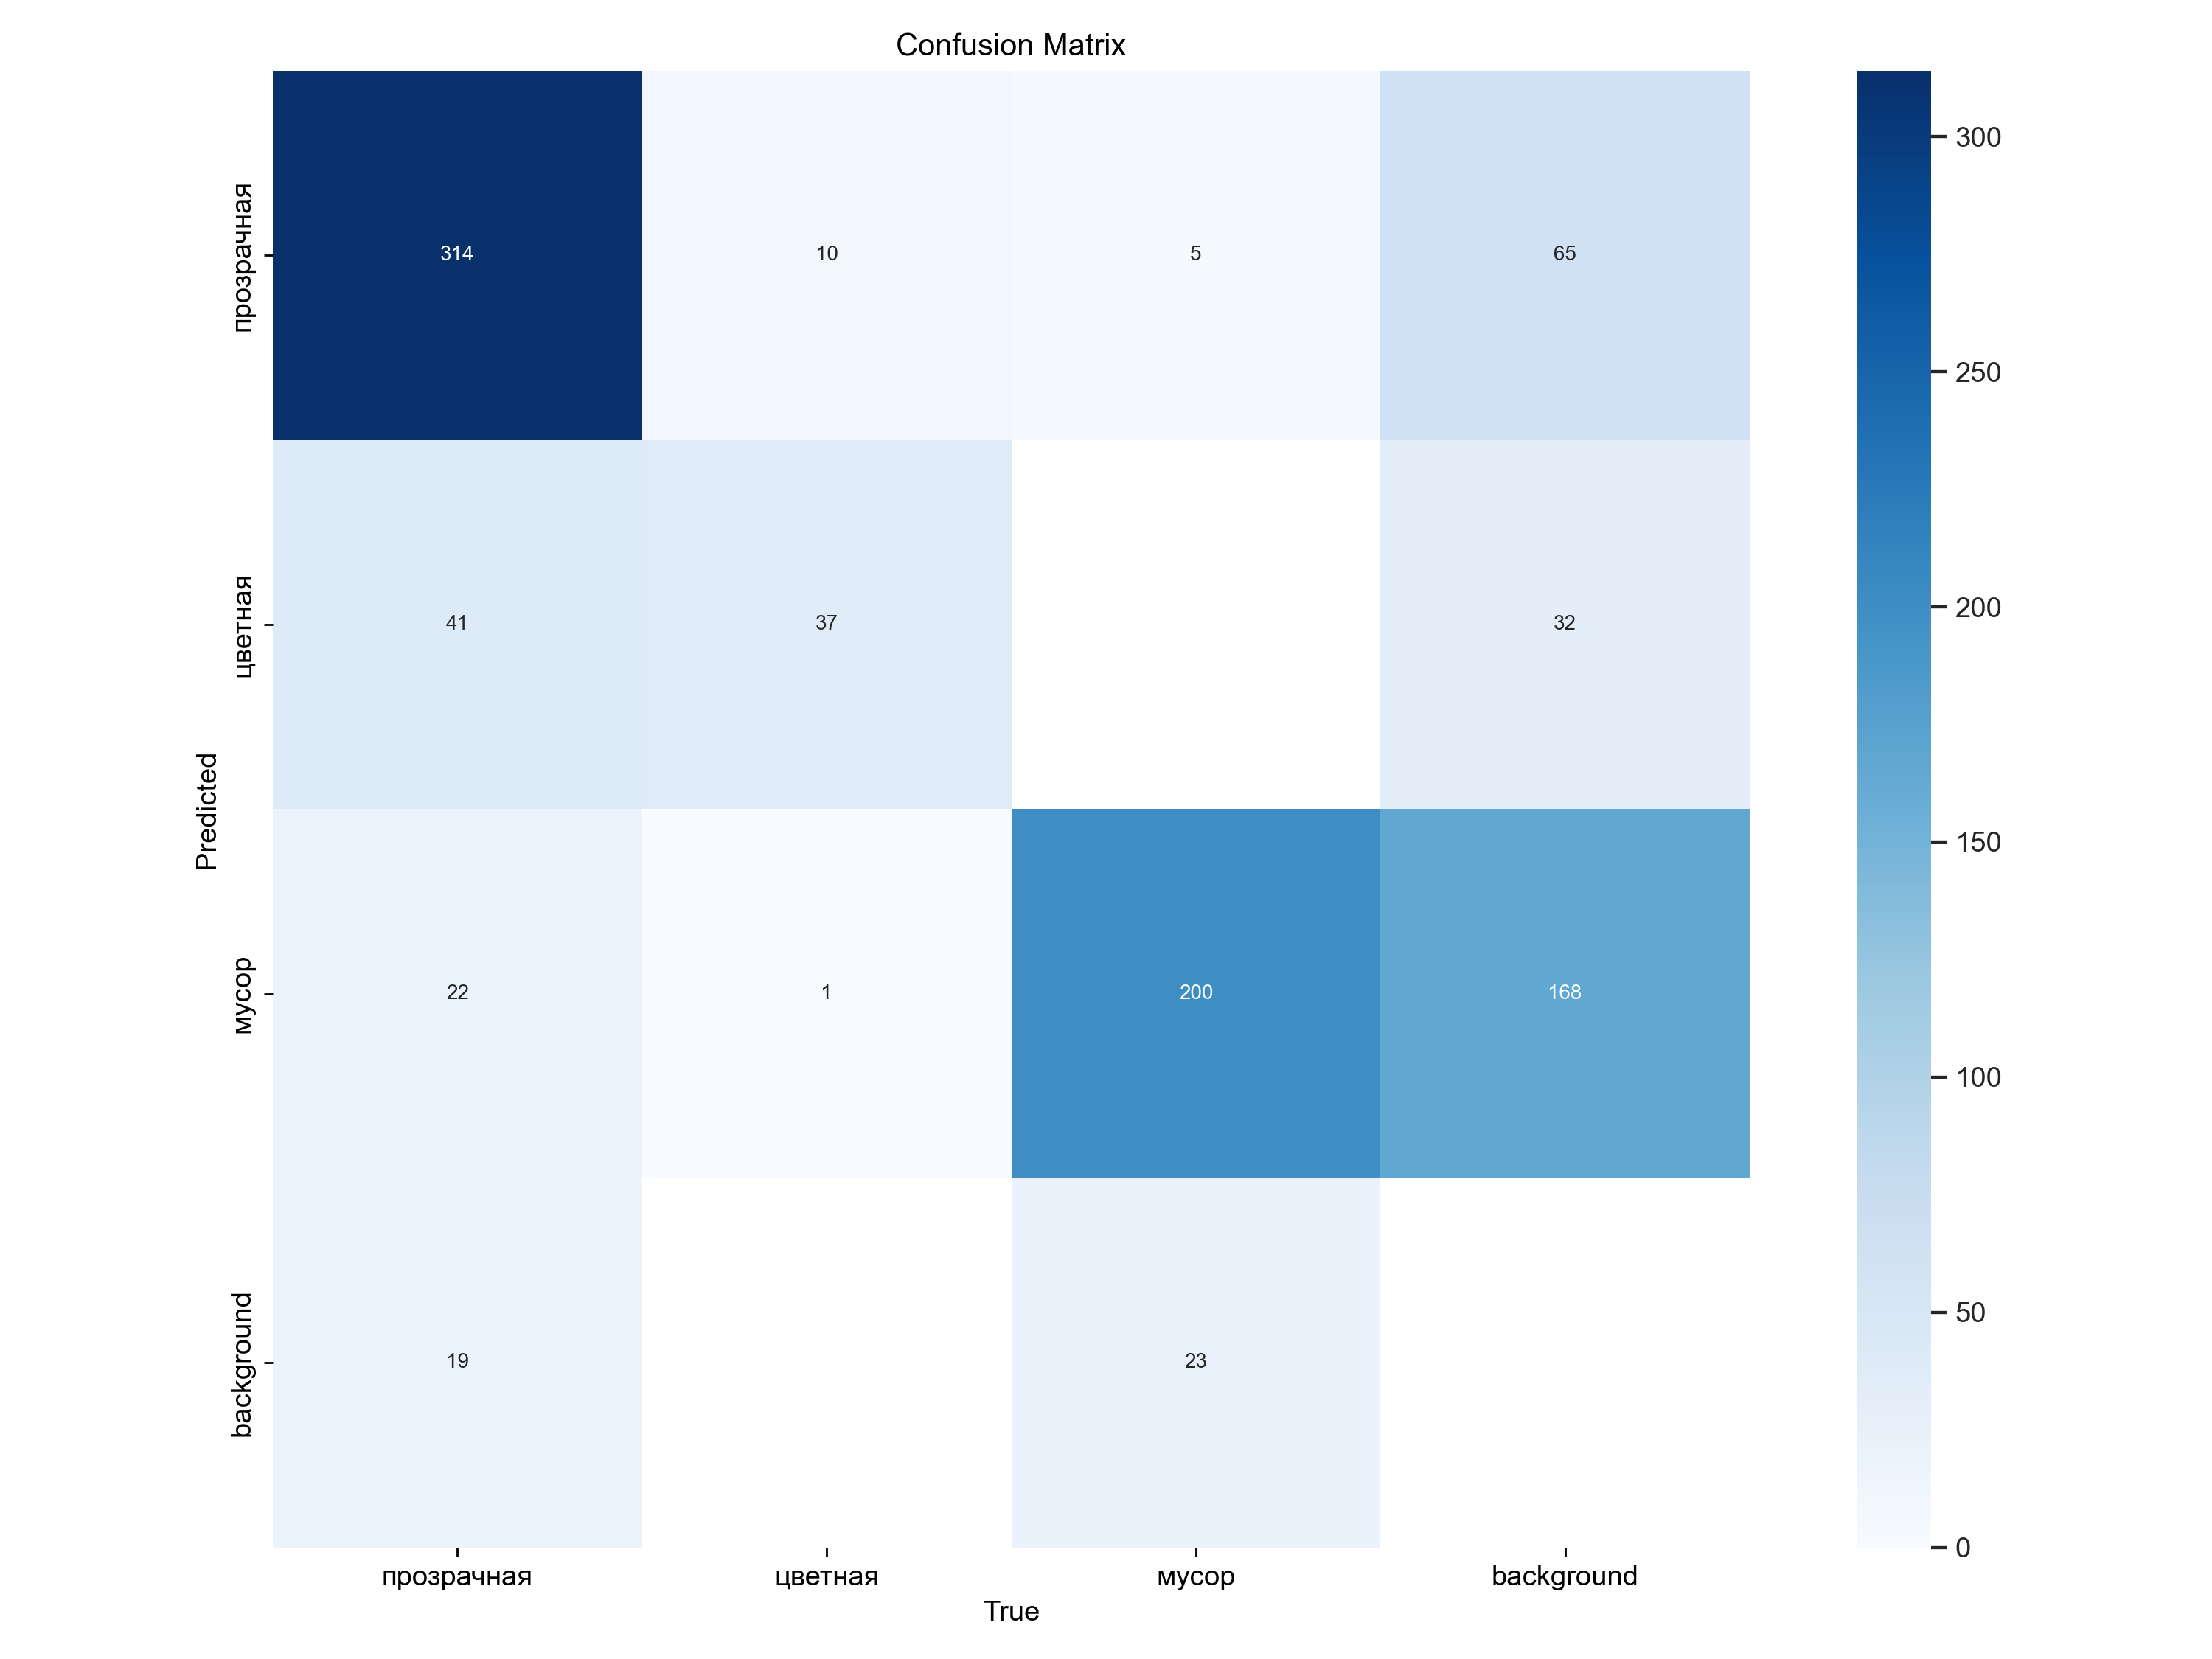 Confusion Matrix
прозрачная
314
10
5
65
цветная
41
37
32
мусор
22
1
200
168
background
19
23
Predicted
прозрачная
цветная
мусор
background
True
300
250
200
150
100
50
0